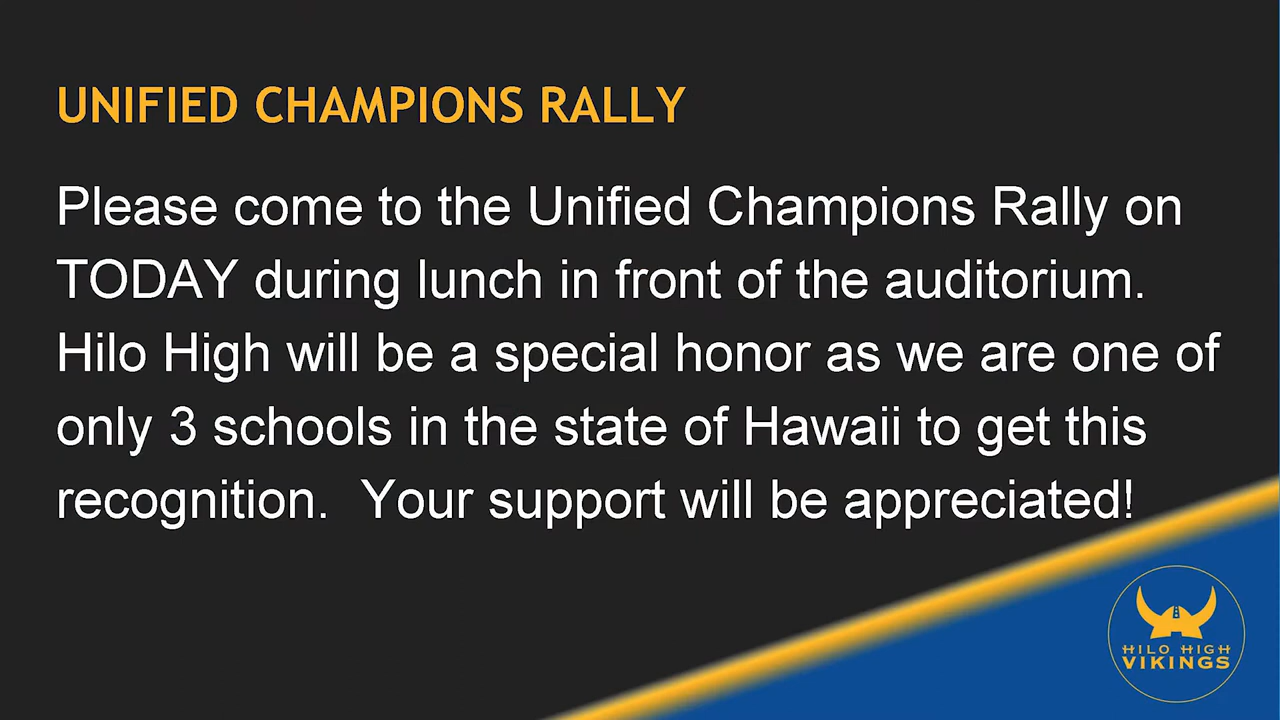 UNIFIED CHAMPIONS RALLY
Please come to the Unified Champions Rally on
TODAY during lunch in front of the auditorium.
Hilo High will be a special honor as we are one of
only 3 schools in the state of Hawaii to get this
recognition.  Your support will be appreciated!
HILO HIGH
VIKINGS